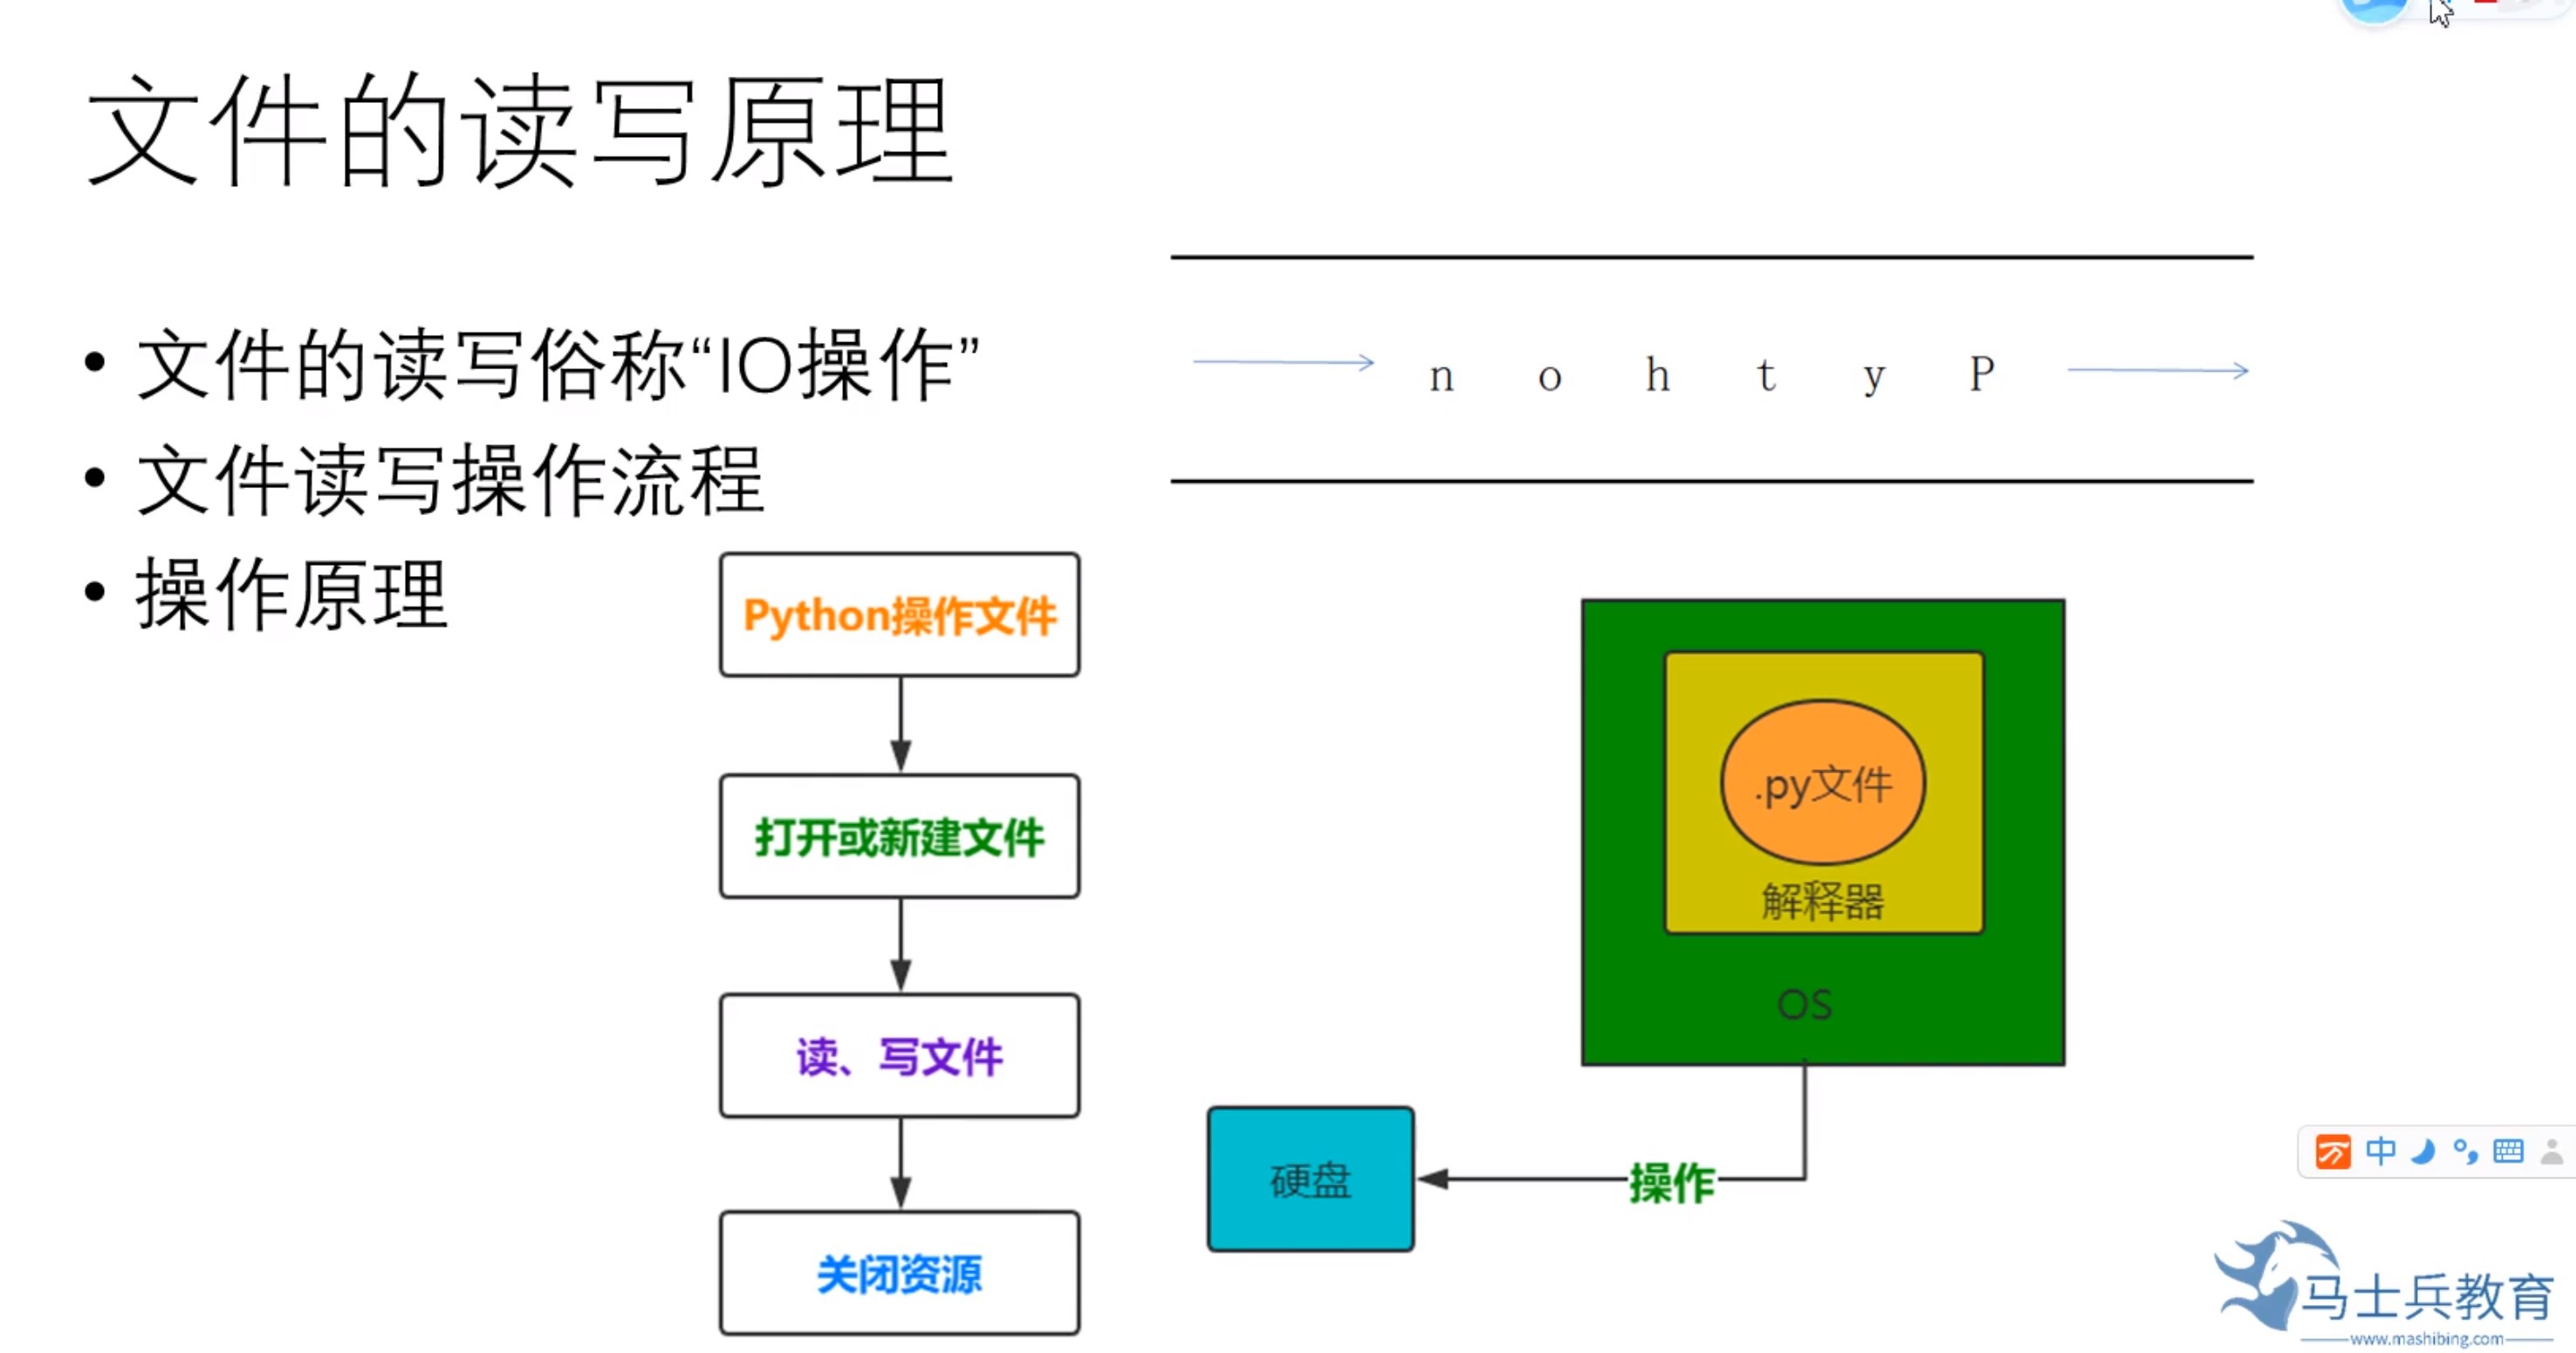 文件的读写原理
• 文件的读写俗称“IO操作”
• 文件读写操作流程
• 操作原理
n o h t y P
Python操作文件
打开或新建文件
读、写文件
关闭资源
.py文件
解释器
OS
硬盘
操作
中
马士兵教育
www.mashibing.com